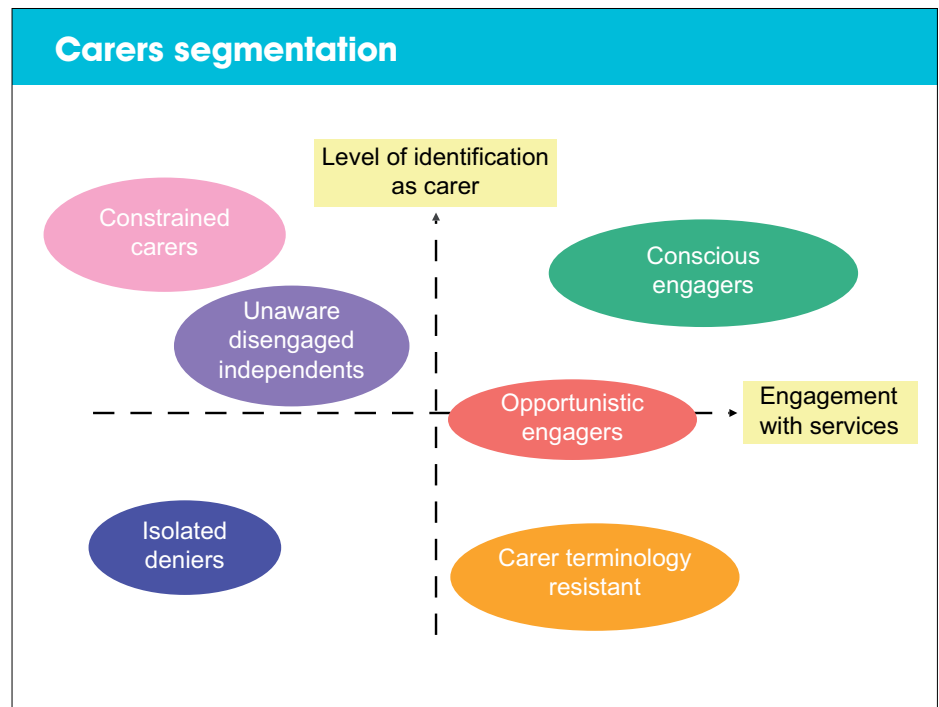 Carers segmentation
Level of identification
as carer
Constrained
carers
Conscious
engagers
Unaware
disengaged
independents
Opportunistic
engagers
Engagement
with services
Isolated
deniers
Carer terminology
resistant